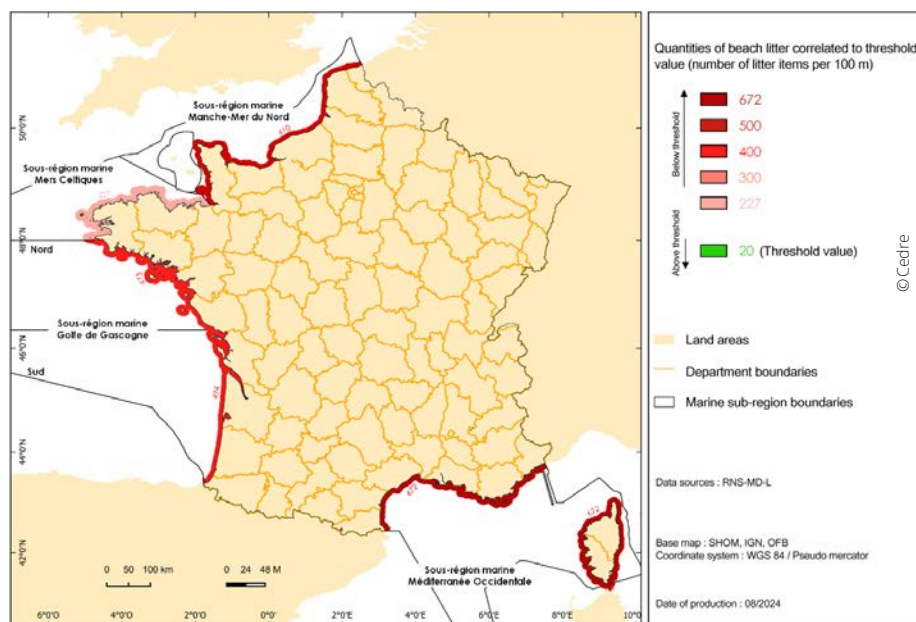 Sous-région marine
Manche-Mer du Nord
Sous-région marine
Mers Celtiques
Nord
Sous-région marine
Golfe de Gascogne
Sud
Sous-région marine
Méditerranée Occidentale
610
494
672
672
50°0'N
48°0'N
46°0'N
44°0'N
42°0'N
6°0'O
4°0'O
2°0'O
0°0'
2°0'E
4°0'E
6°0'E
8°0'E
0 50 100 km
0 24 48 M
Quantities of beach litter correlated to threshold
value (number of litter items per 100 m)
Below threshold
672
500
400
300
227
Above threshold
20 (Threshold value)
Land areas
Department boundaries
Marine sub-region boundaries
Data sources : RNS-MD-L
Base map : SHOM, IGN, OFB
Coordinate system : WGS 84 / Pseudo mercator
Date of production : 08/2024
© Cedre